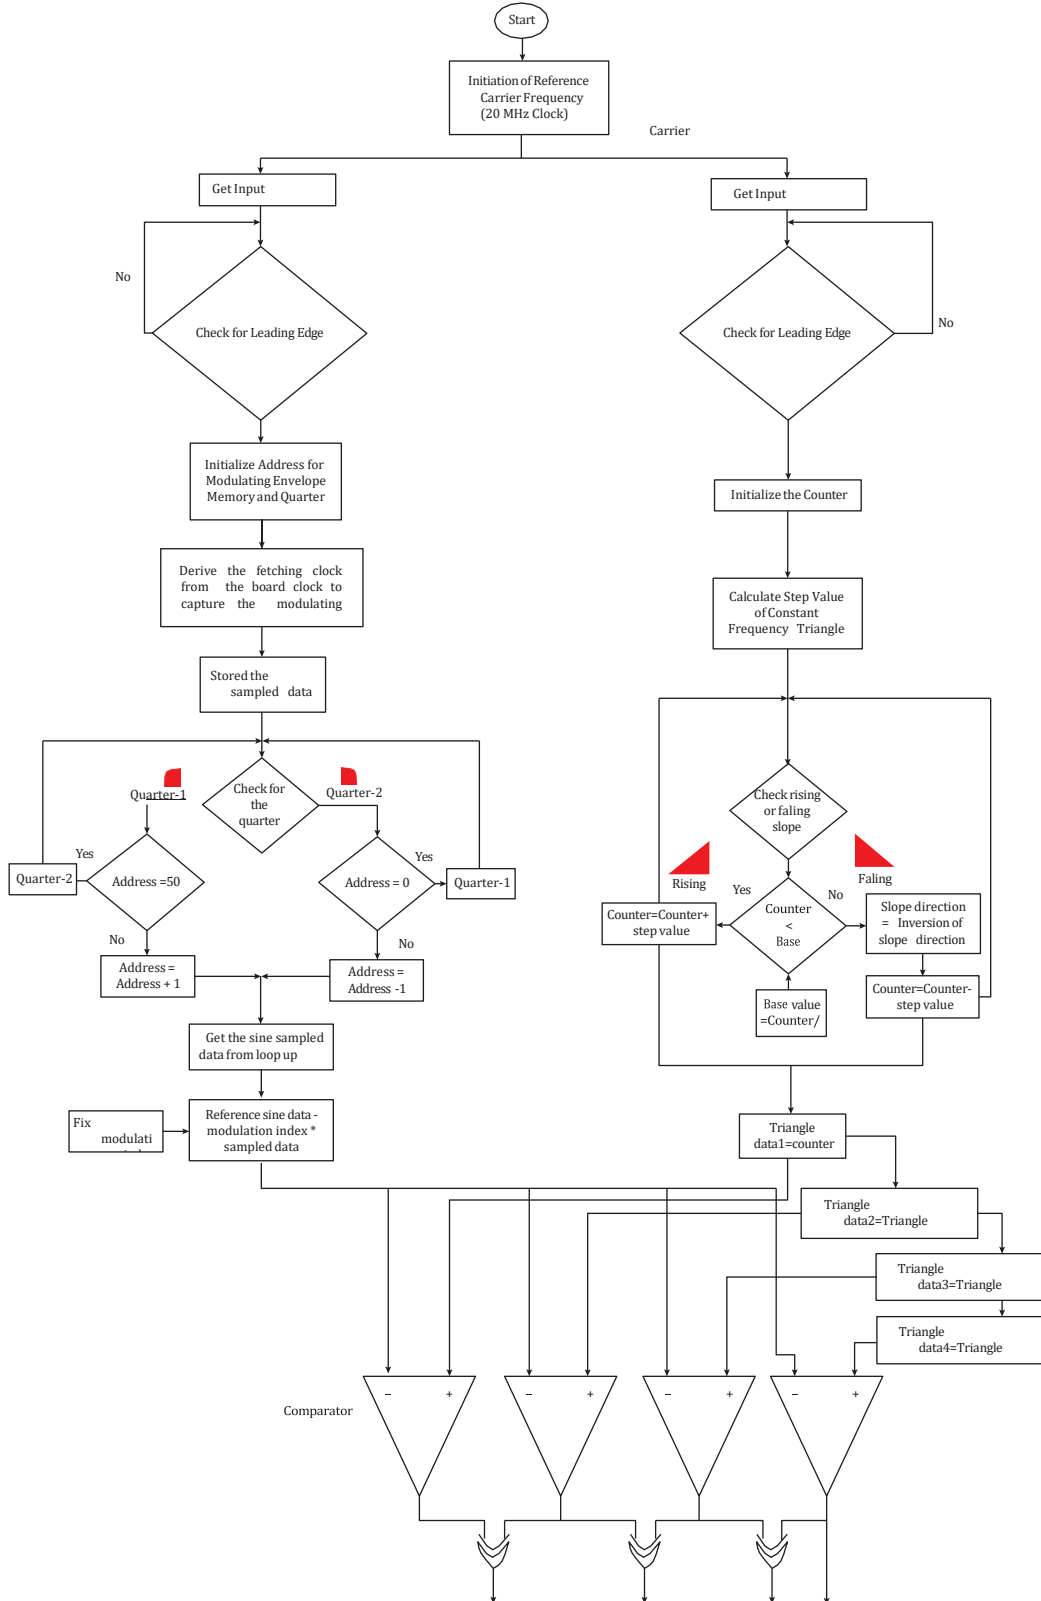 Start
Initiation of Reference
Carrier Frequency
(20 MHz Clock)
Carrier
Get Input
Get Input
No
Check for Leading Edge
Check for Leading Edge
No
Initialize Address for
Modulating Envelope
Memory and Quarter
Initialize the Counter
Derive the fetching clock
from the board clock to
capture the modulating
Calculate Step Value
of Constant
Frequency Triangle
Stored the
sampled data
Quarter-1
Check for
the
quarter
Quarter-2
Check rising
or faling
slope
Yes
Quarter-2
Address =50
Address = 0
Yes
Quarter-1
No
No
Address =
Address + 1
Address =
Address -1
Rising
Yes
Counter
<
Base
No
Faling
Counter=Counter+
step value
Slope direction
= Inversion of
slope direction
Base value
=Counter/
Counter=Counter-
step value
Get the sine sampled
data from loop up
Fix
modulati
Reference sine data -
modulation index *
sampled data
Triangle
data1=counter
Triangle
data2=Triangle
Triangle
data3=Triangle
Triangle
data4=Triangle
Comparator
– +
– +
– +
– +